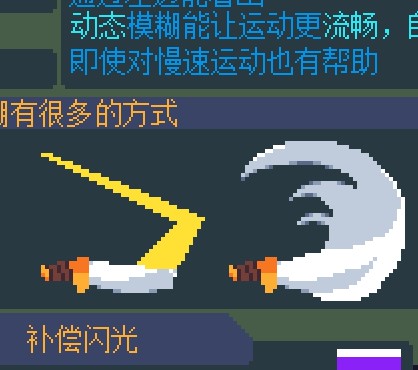 动态模糊能让运动更流畅，
即使对慢速运动也有帮助
有很多的方式
补偿闪光